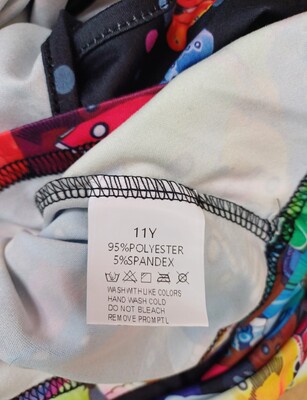 11Y
95%POLYESTER
5%SPANDEX
WASH WITH LIKE COLORS
HAND WASH COLD
DO NOT BLEACH
REMOVE PROMPTL